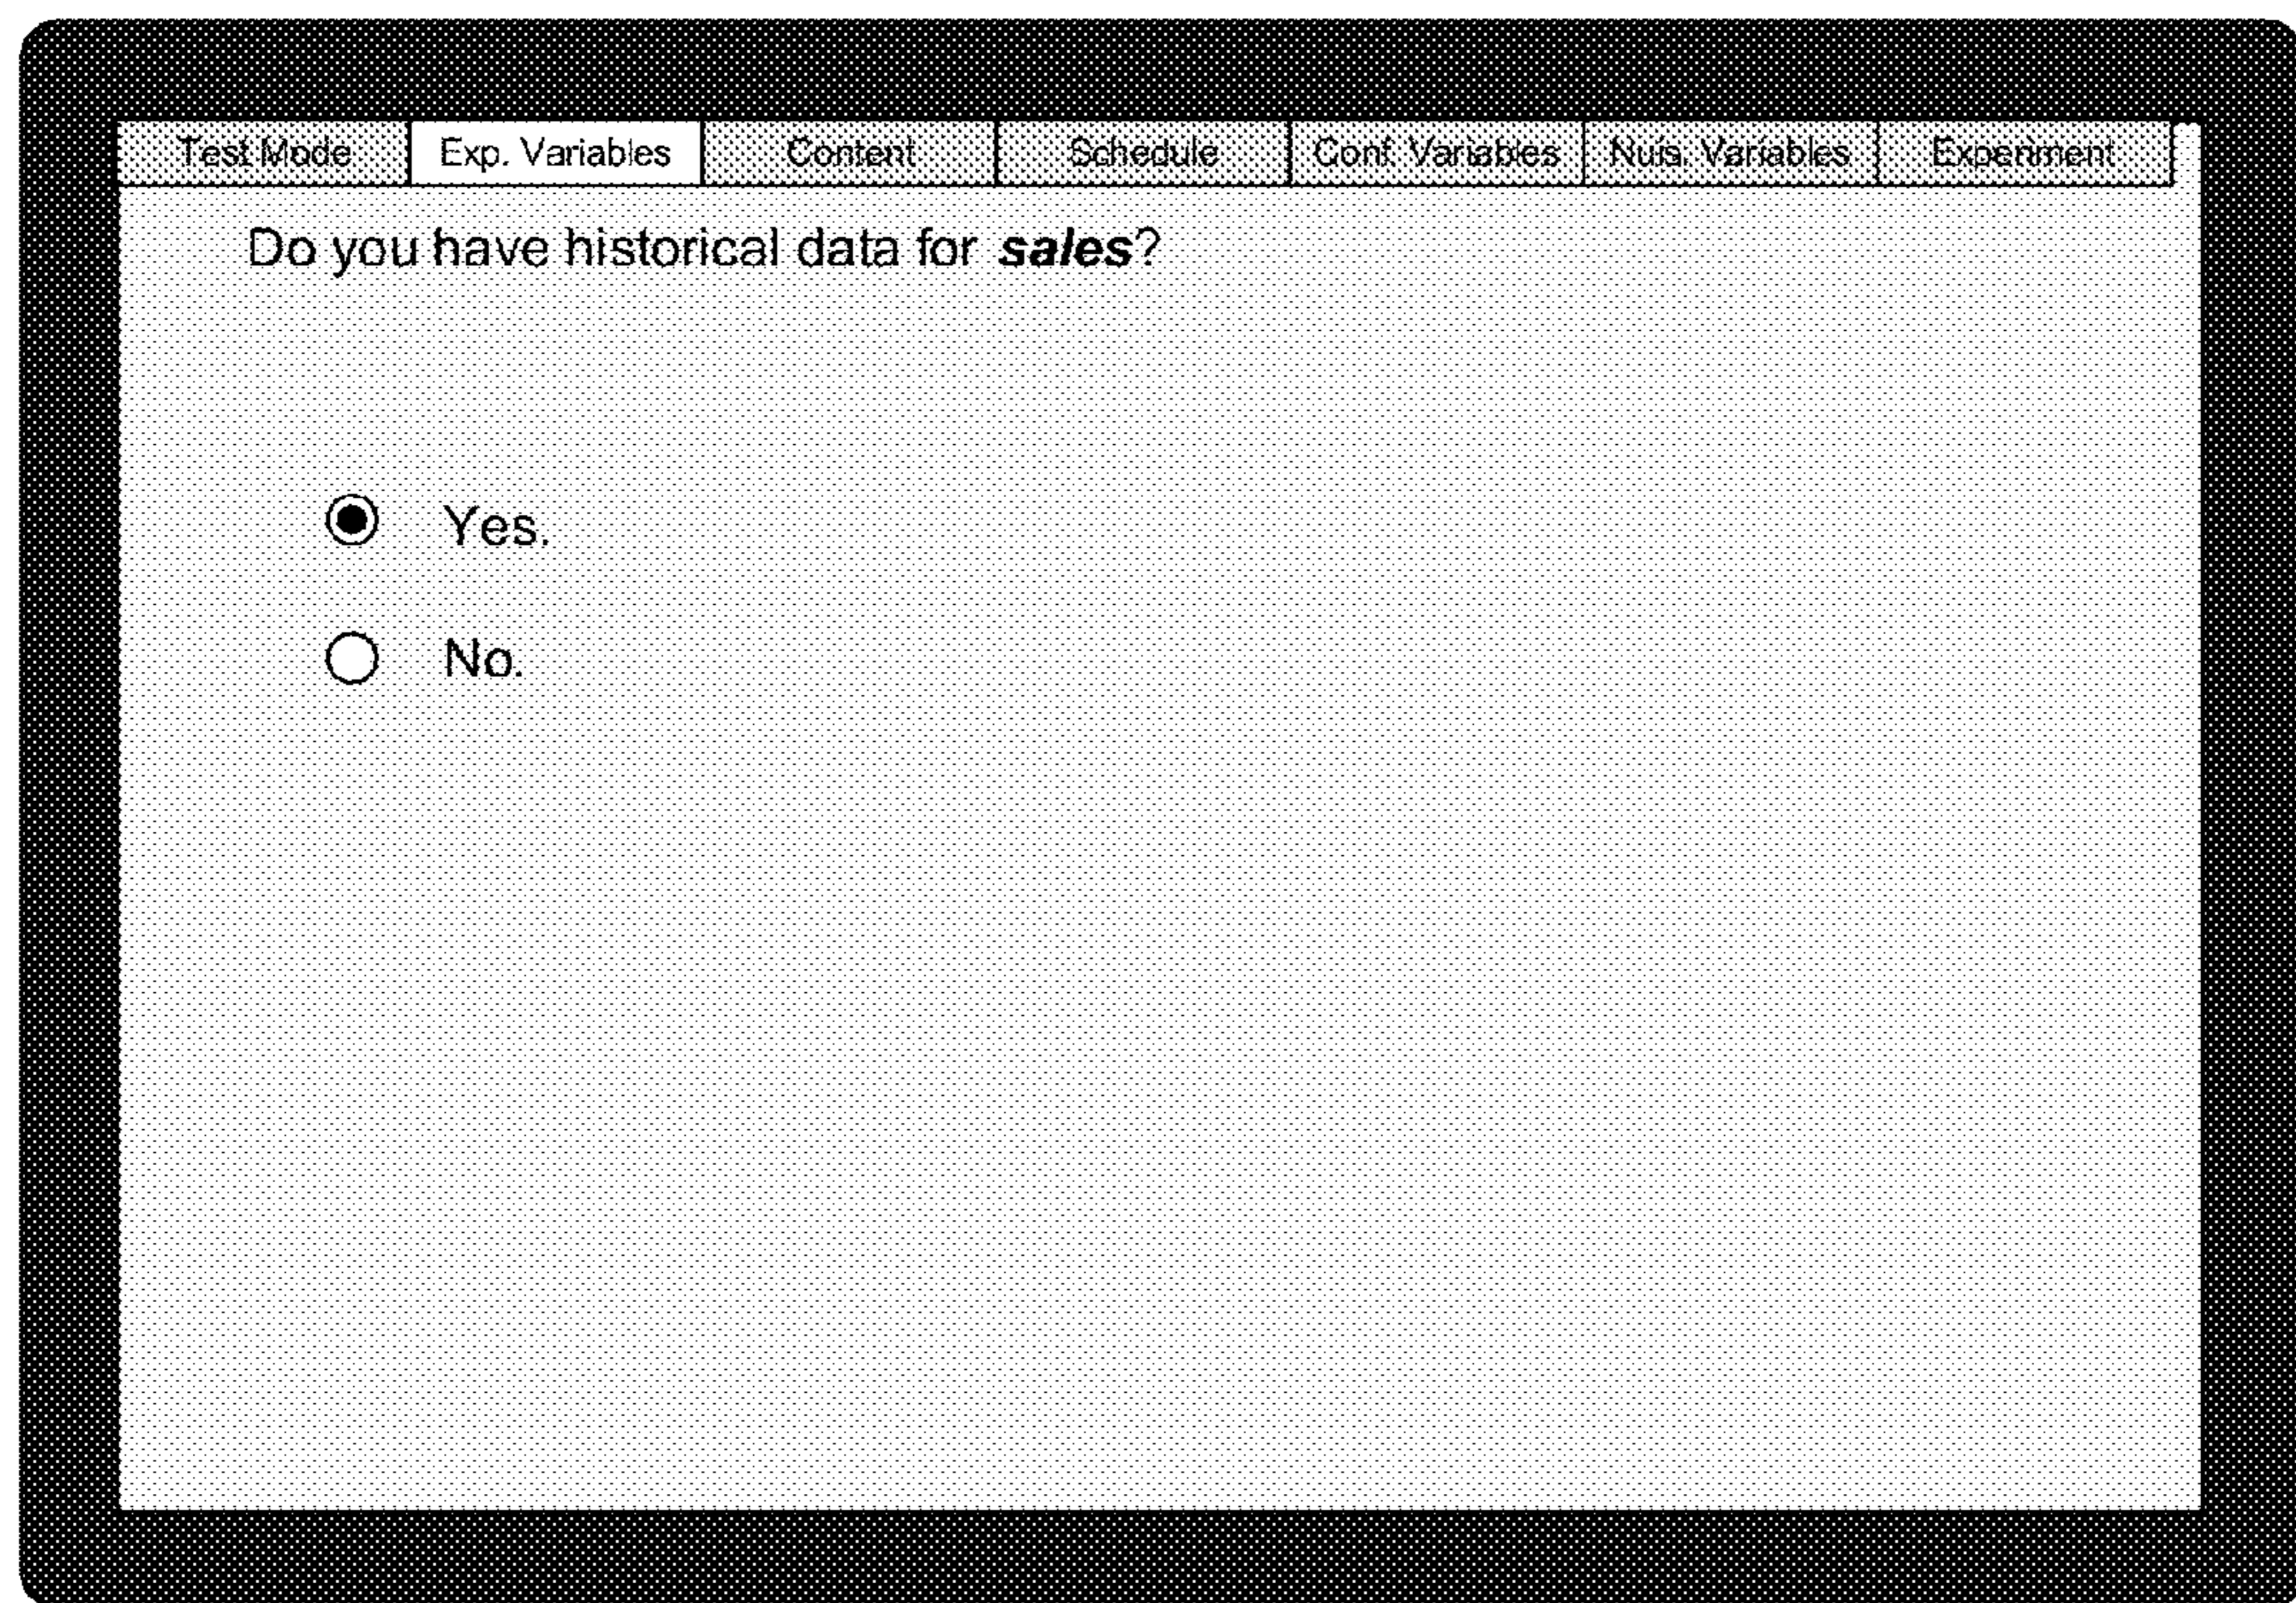 Test Mode Exp. Variables Content Schedule Conf. Variables Nuis. Variables Experiment
Do you have historical data for sales?
Yes.
No.